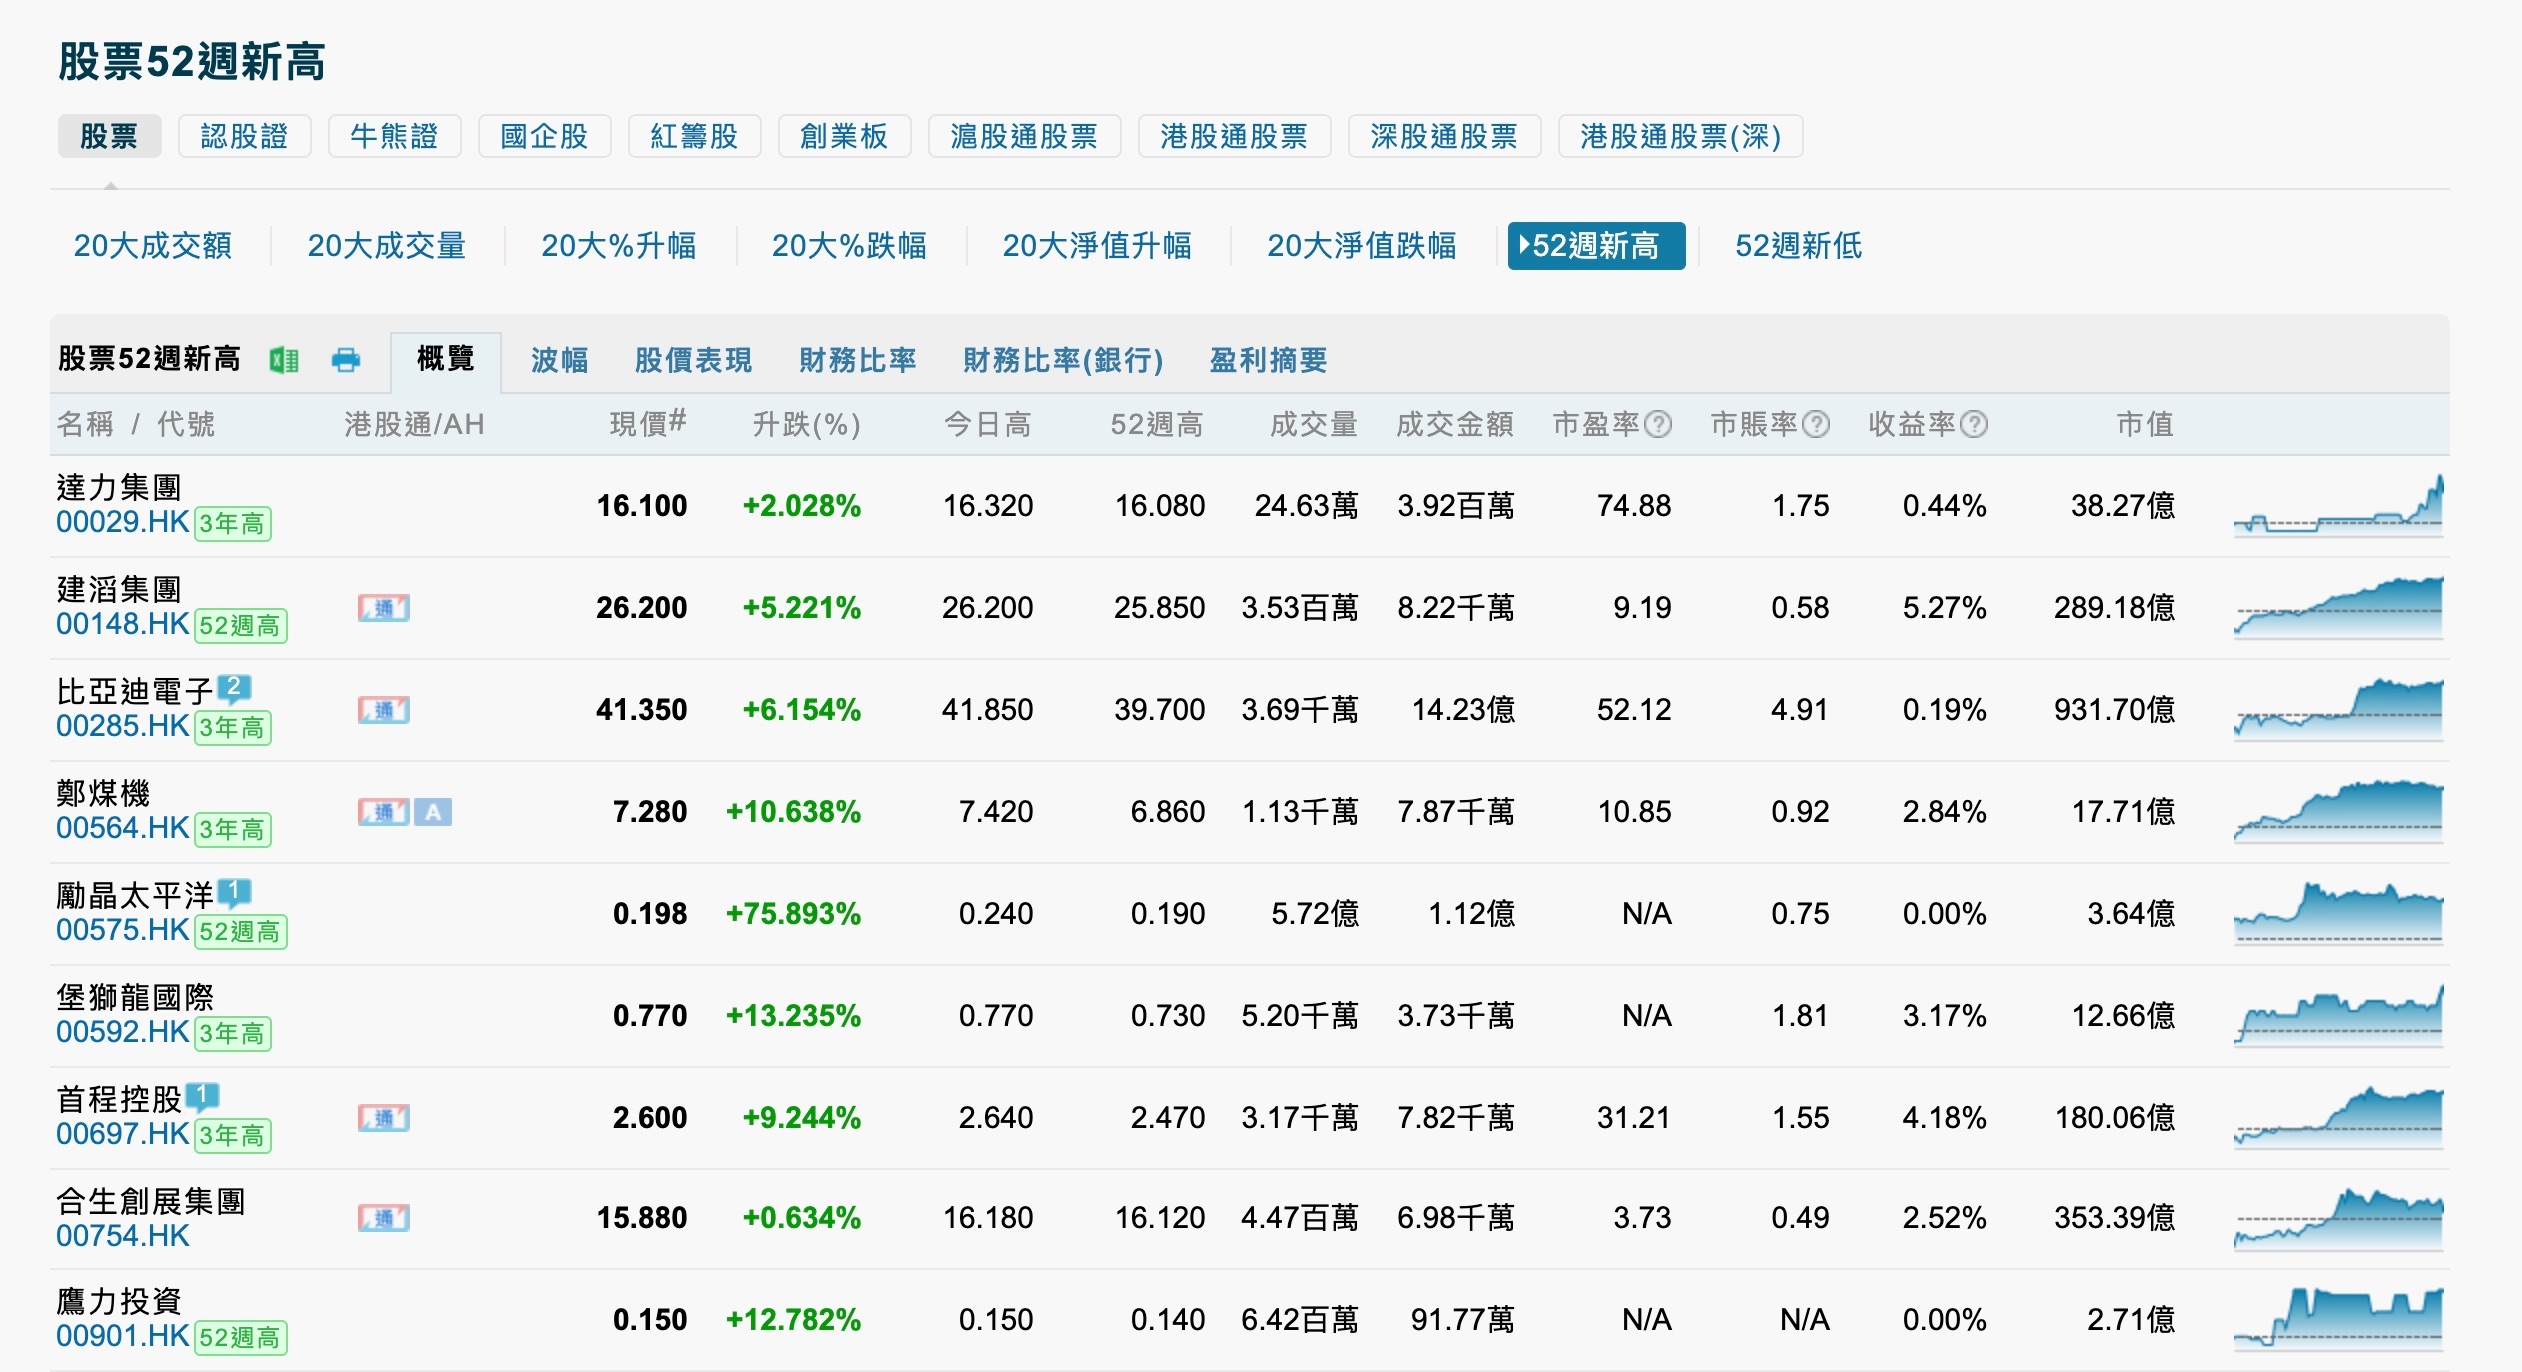 股票52週新高
股票 認股證 牛熊證 國企股 紅籌股 創業板 滬股通股票 港股通股票 深股通股票 港股通股票(深)
20大成交額 20大成交量 20大%升幅 20大%跌幅 20大淨值升幅 20大淨值跌幅 52週新高 52週新低
股票52週新高 概覽 波幅 股價表現 財務比率 財務比率(銀行) 盈利摘要
名稱 / 代號 港股通/AH 現價# 升跌(%) 今日高 52週高 成交量 成交金額 市盈率? 市賬率? 收益率? 市值
達力集團
00029.HK 3年高 16.100 +2.028% 16.320 16.080 24.63萬 3.92百萬 74.88 1.75 0.44% 38.27億
建滔集團
00148.HK 52週高 通 26.200 +5.221% 26.200 25.850 3.53百萬 8.22千萬 9.19 0.58 5.27% 289.18億
比亞迪電子 2
00285.HK 3年高 通 41.350 +6.154% 41.850 39.700 3.69千萬 14.23億 52.12 4.91 0.19% 931.70億
鄭煤機
00564.HK 3年高 通 A 7.280 +10.638% 7.420 6.860 1.13千萬 7.87千萬 10.85 0.92 2.84% 17.71億
勵晶太平洋 1
00575.HK 52週高 0.198 +75.893% 0.240 0.190 5.72億 1.12億 N/A 0.75 0.00% 3.64億
堡獅龍國際
00592.HK 3年高 0.770 +13.235% 0.770 0.730 5.20千萬 3.73千萬 N/A 1.81 3.17% 12.66億
首程控股 1
00697.HK 3年高 通 2.600 +9.244% 2.640 2.470 3.17千萬 7.82千萬 31.21 1.55 4.18% 180.06億
合生創展集團
00754.HK 通 15.880 +0.634% 16.180 16.120 4.47百萬 6.98千萬 3.73 0.49 2.52% 353.39億
鷹力投資
00901.HK 52週高 0.150 +12.782% 0.150 0.140 6.42百萬 91.77萬 N/A N/A 0.00% 2.71億